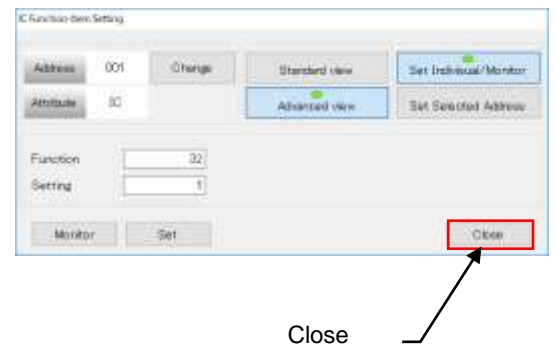 IC Function Item Setting
Address 001 Change Standard view Set Individual/Monitor
Attribute IC Advanced view Set Selected Address
Function 32
Setting 1
Monitor Set Close
Close